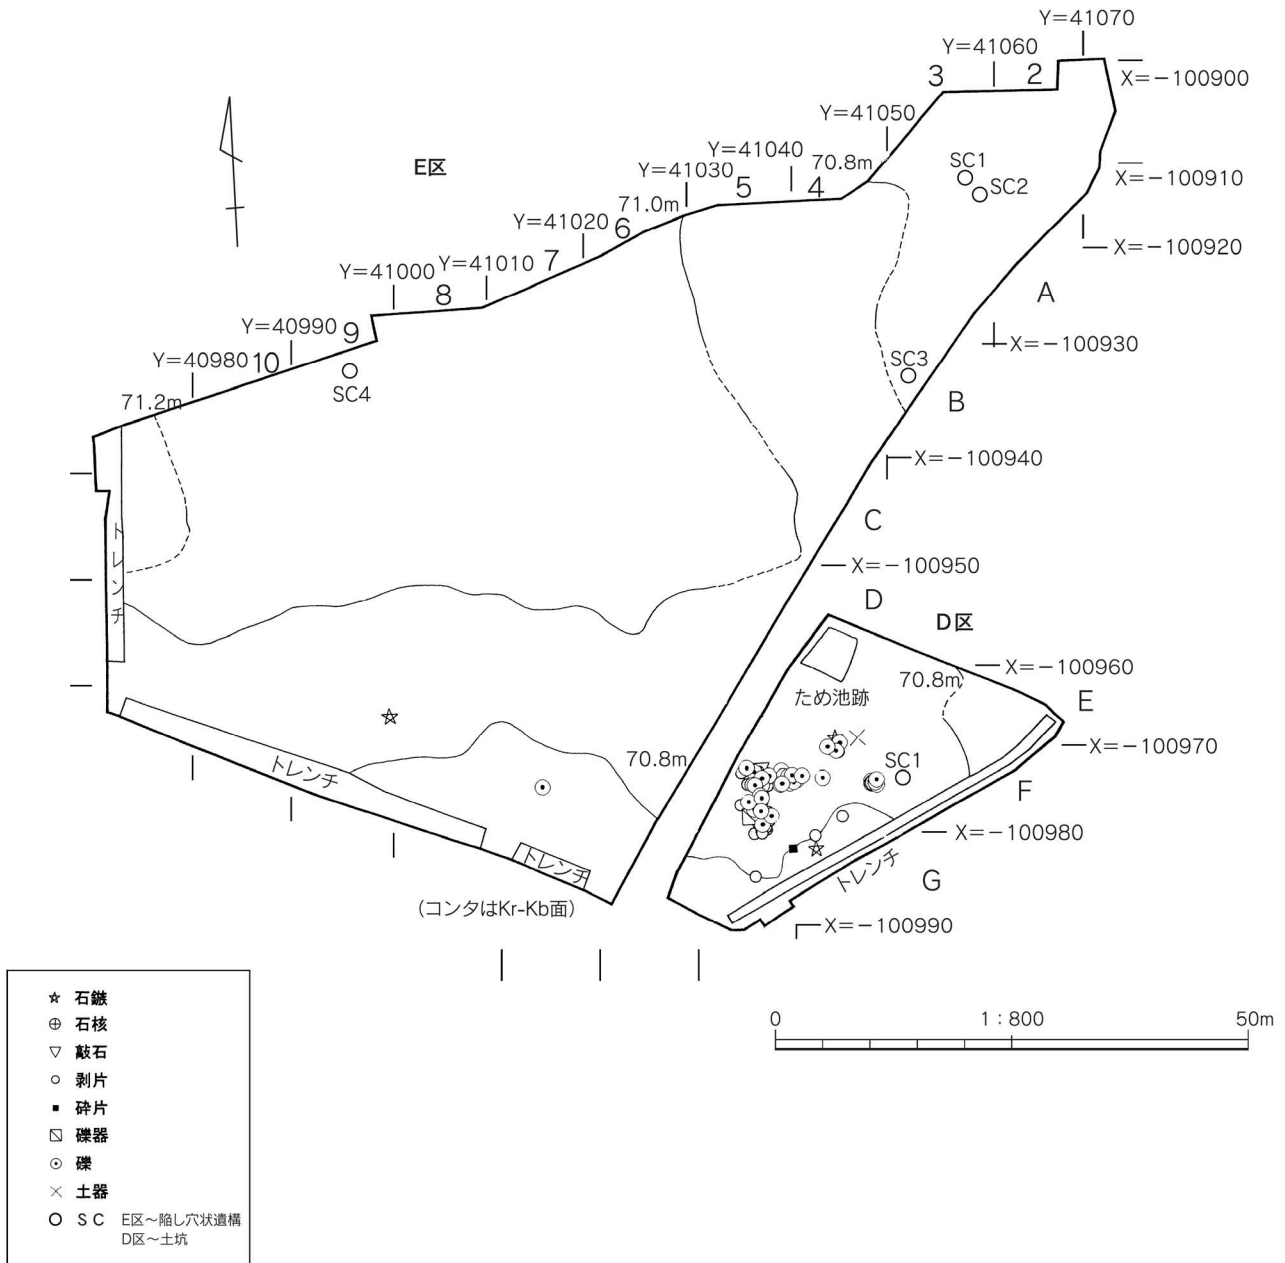 Y=41070
Y=41060
3
2
X=-100900
Y=41050
Y=41040
70.8m
E区
Y=41030
5
4
SC1
SC2
X=-100910
71.0m
Y=41020
6
X=-100920
Y=41010
7
Y=41000
8
A
Y=40990
9
X=-100930
Y=40980
10
SC4
SC3
71.2m
B
X=-100940
トレンチ
C
X=-100950
D
D区
X=-100960
70.8m
ため池跡
E
X=-100970
70.8m
トレンチ
SC1
F
X=-100980
トレンチ
トレンチ
G
(コンタはKr-Kb面)
X=-100990
0
1:800
50m
石鏃
石核
敲石
剥片
砕片
礫器
礫
土器
SC E区~陥し穴状遺構
D区~土坑